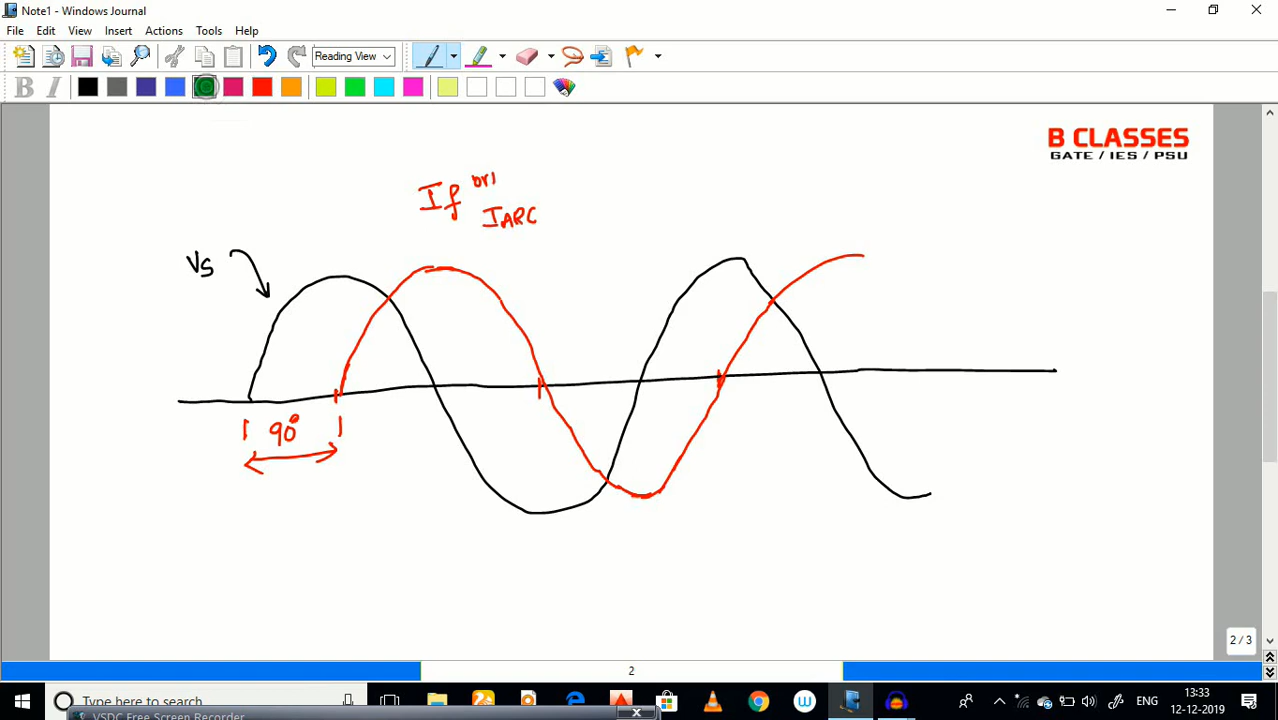 Note1 - Windows Journal
File Edit View Insert Actions Tools Help
Reading View
B I
B CLASSES
GATE / IES / PSU
If or
IARC
Vs
90°
2 / 3
2
Type here to search
ENG
13:33
12-12-2019
VSDC Free Screen Recorder